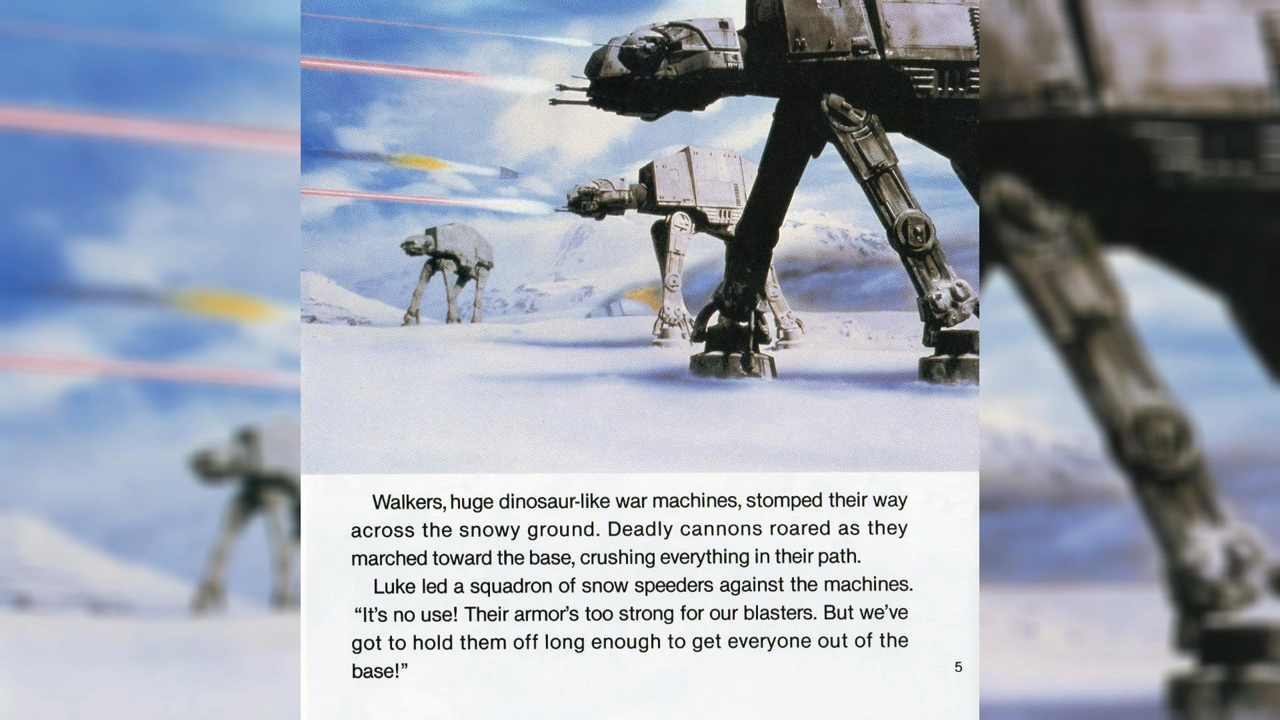 Walkers, huge dinosaur-like war machines, stomped their way
across the snowy ground. Deadly cannons roared as they
marched toward the base, crushing everything in their path.
Luke led a squadron of snow speeders against the machines.
“It’s no use! Their armor’s too strong for our blasters. But we’ve
got to hold them off long enough to get everyone out of the
base!”
5